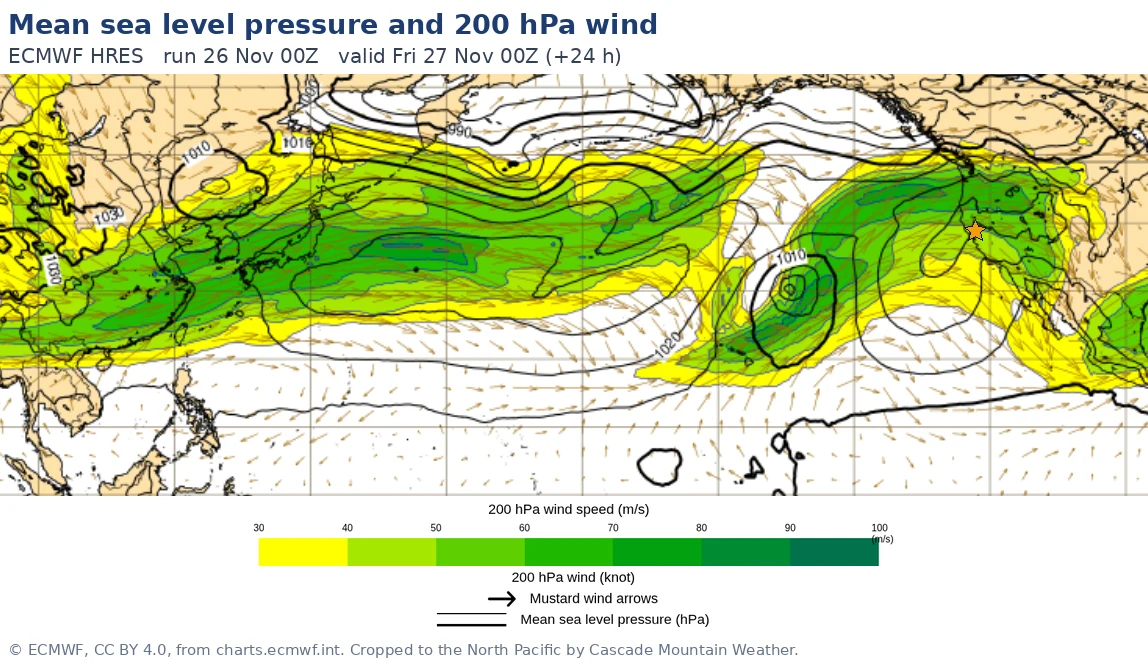 Mean sea level pressure and 200 hPa wind
ECMWF HRES run 26 Nov 00Z valid Fri 27 Nov 00Z (+24 h)
990
1010
1010
1030
1030
1010
1020
200 hPa wind speed (m/s)
30 40 50 60 70 80 90 100
(m/s)
200 hPa wind (knot)
Mustard wind arrows
Mean sea level pressure (hPa)
© ECMWF, CC BY 4.0, from charts.ecmwf.int. Cropped to the North Pacific by Cascade Mountain Weather.